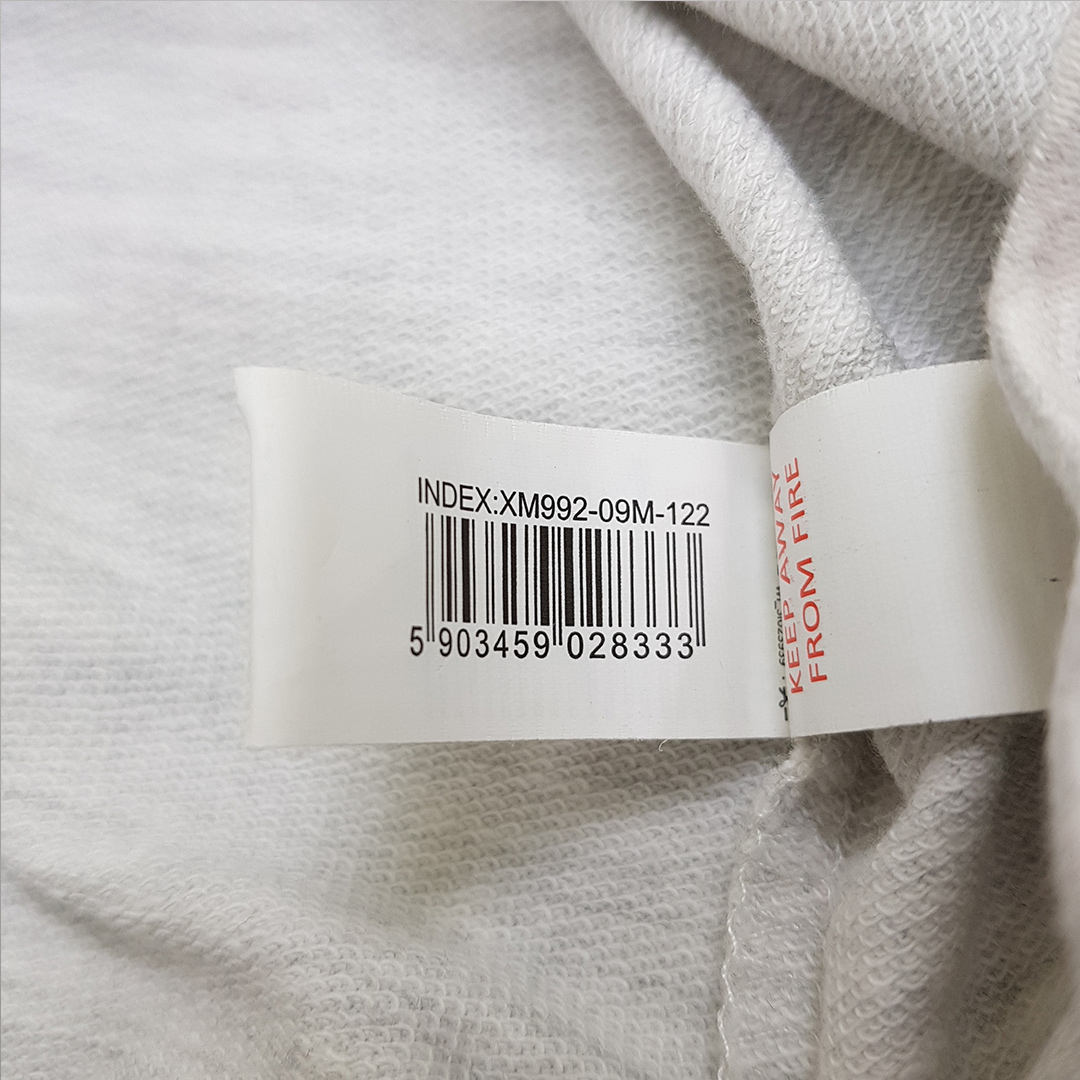 INDEX:XM992-09M-122
5 903459 028333
KEEP AWAY
FROM FIRE